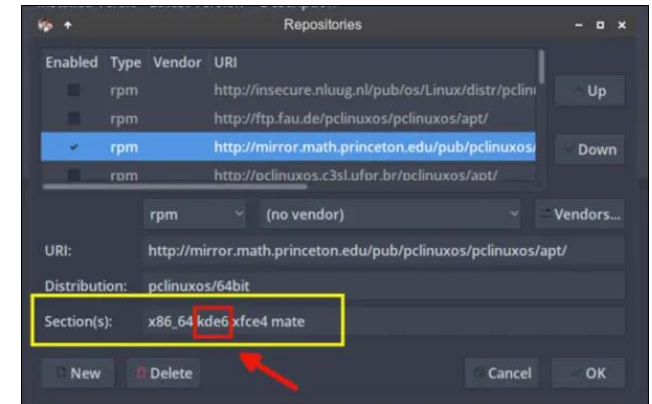 Repositories
Enabled Type Vendor URI
rpm http://insecure.nluug.nl/pub/os/Linux/distr/pclinu
Up
rpm http://ftp.fau.de/pclinuxos/pclinuxos/apt/
rpm http://mirror.math.princeton.edu/pub/pclinuxos/
Down
rpm http://pclinuxos.c3sl.ufpr.br/pclinuxos/apt/
rpm (no vendor) Vendors...
URI: http://mirror.math.princeton.edu/pub/pclinuxos/pclinuxos/apt/
Distribution: pclinuxos/64bit
Section(s): x86_64 kde6 xfce4 mate
New Delete Cancel OK